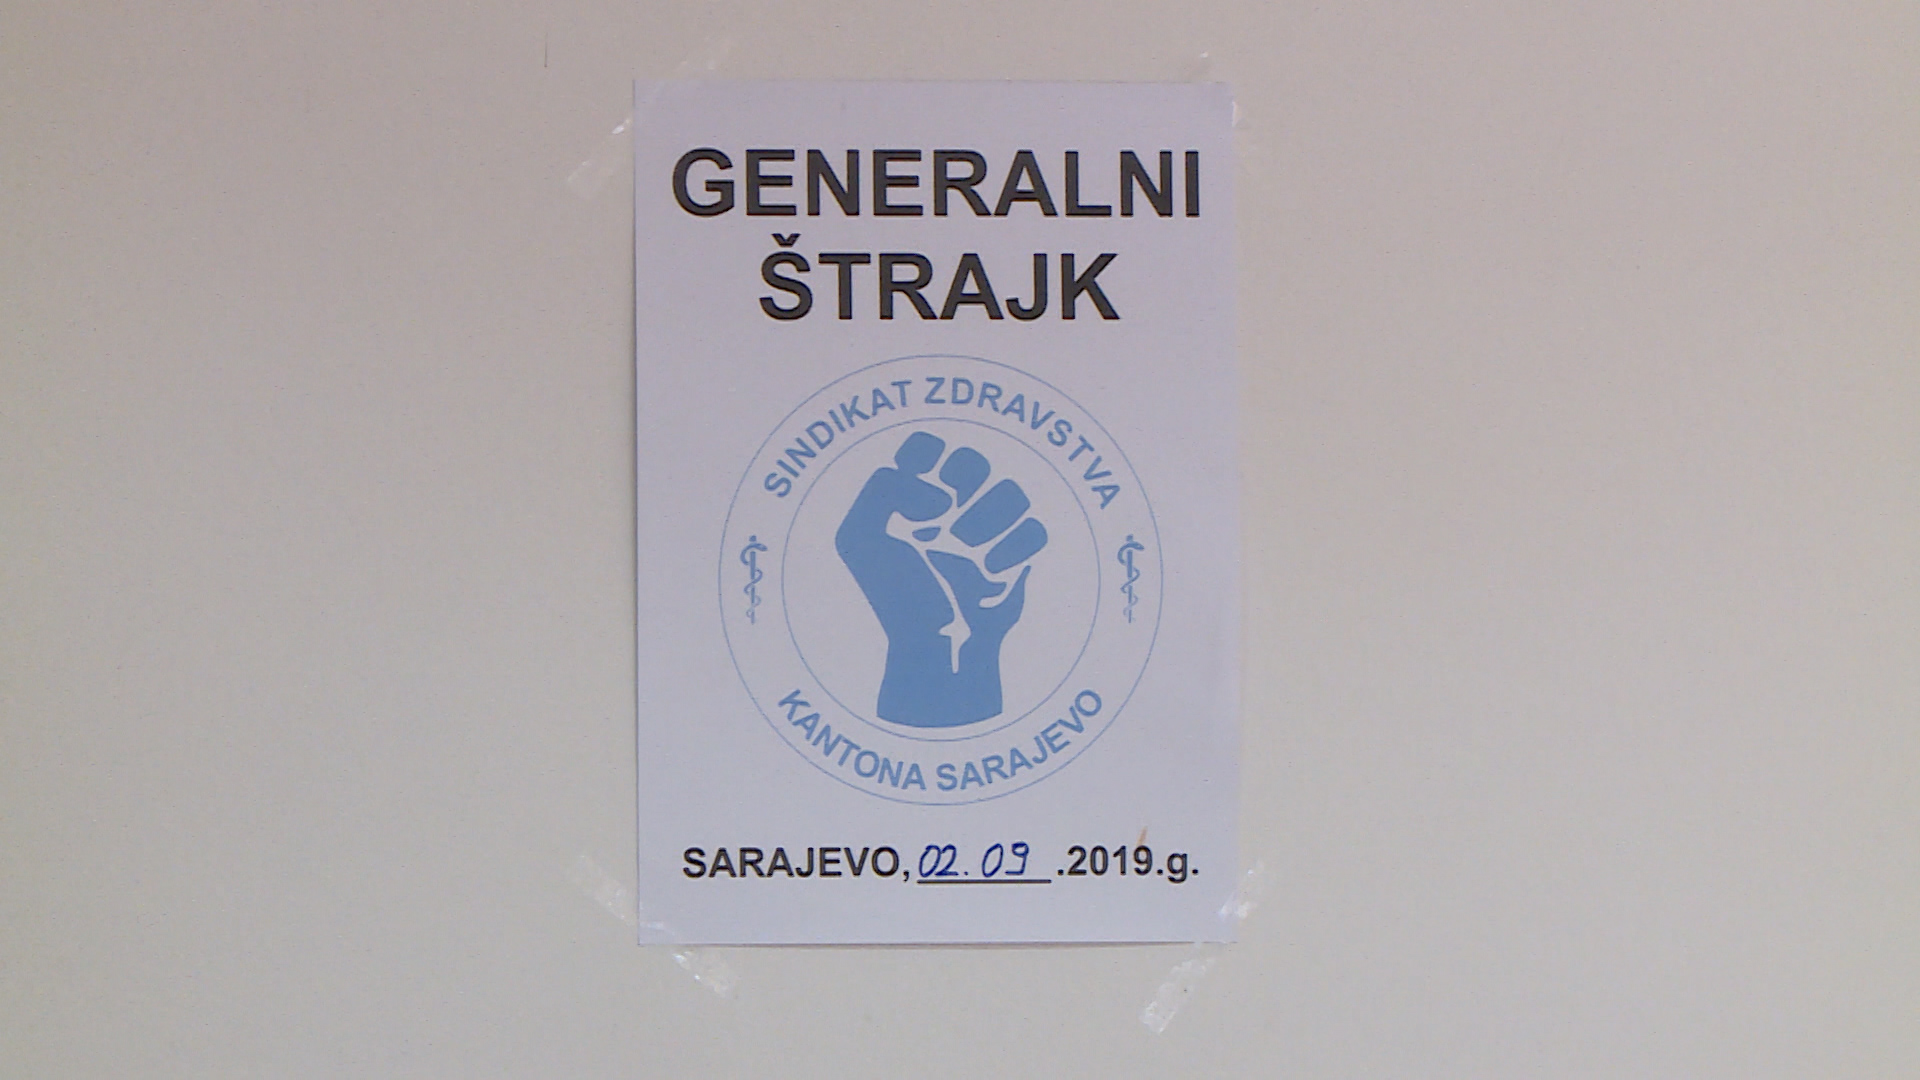 GENERALNI
ŠTRAJK
SINDIKAT ZDRAVSTVA
KANTONA SARAJEVO
SARAJEVO, 02.09 .2019.g.